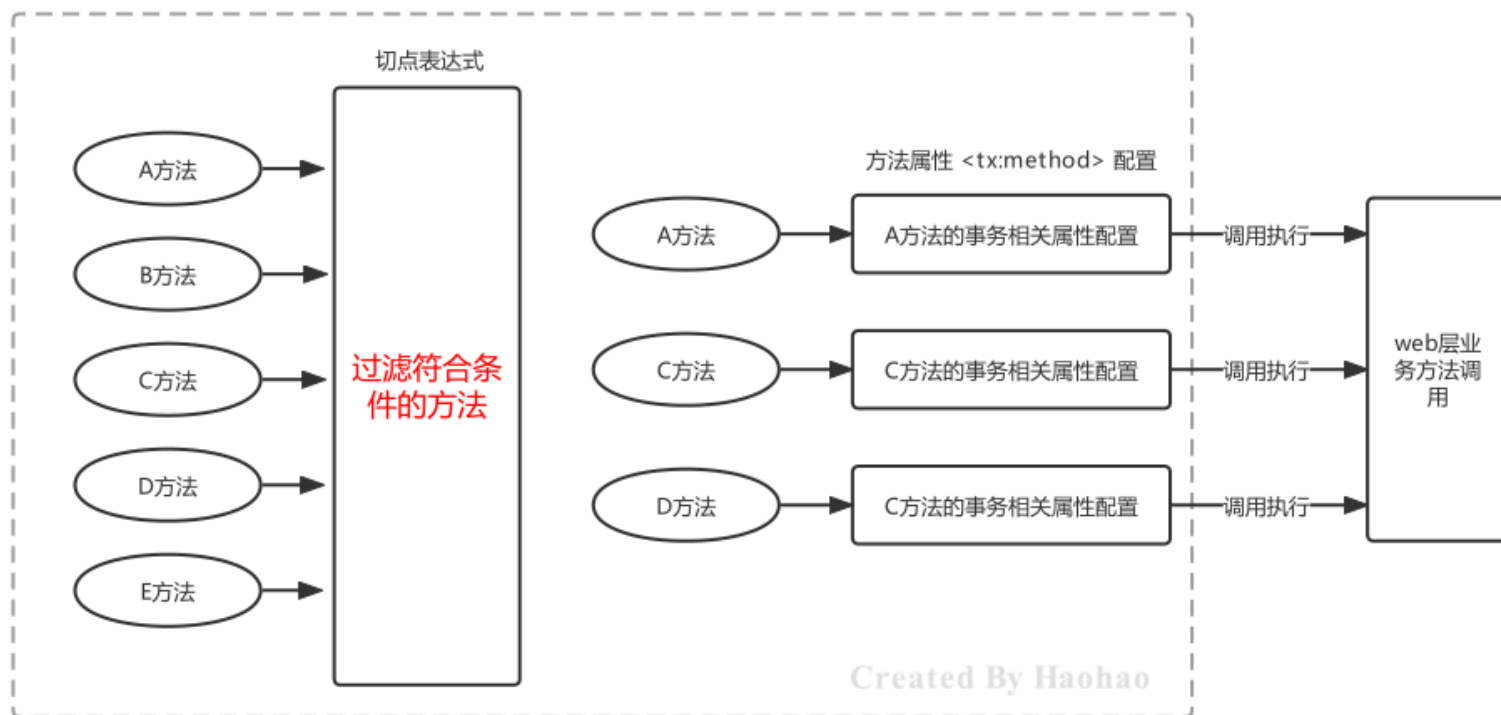 切点表达式
A方法
B方法
C方法
D方法
E方法
过滤符合条
件的方法
方法属性 <tx:method> 配置
A方法
A方法的事务相关属性配置
调用执行
C方法
C方法的事务相关属性配置
调用执行
D方法
C方法的事务相关属性配置
调用执行
web层业
务方法调
用
Created By Haohao